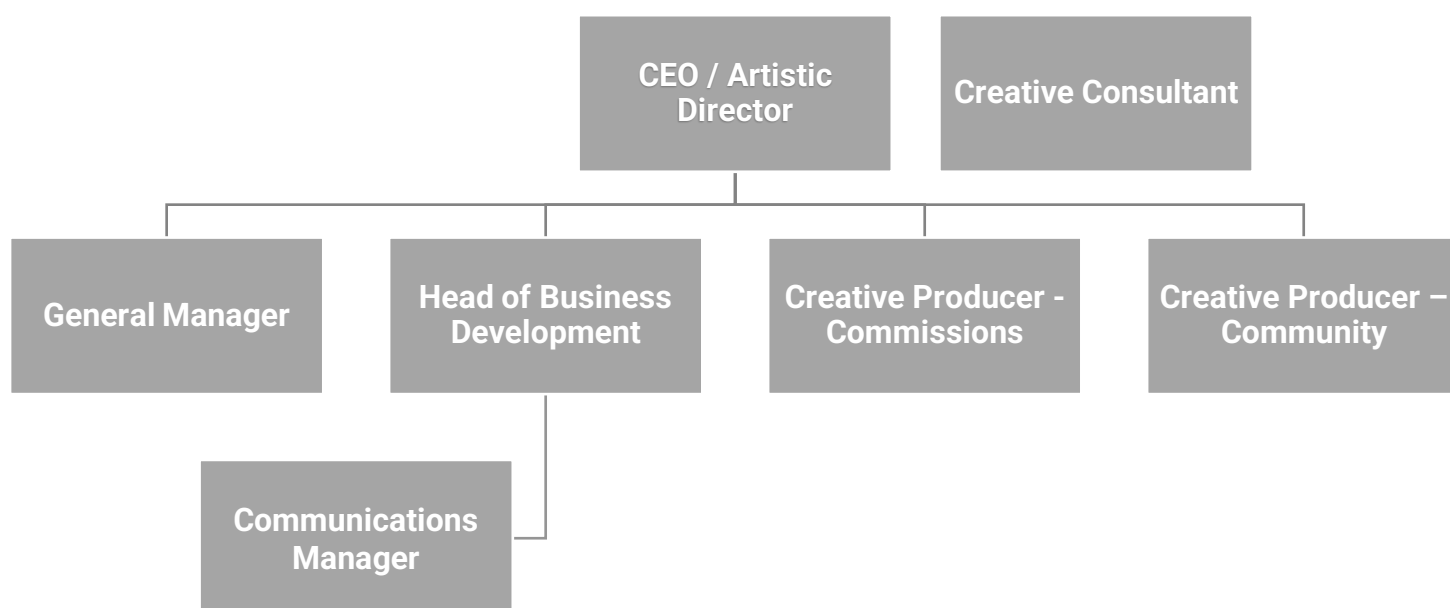 CEO / Artistic
Director
Creative Consultant
General Manager
Head of Business
Development
Creative Producer -
Commissions
Creative Producer –
Community
Communications
Manager